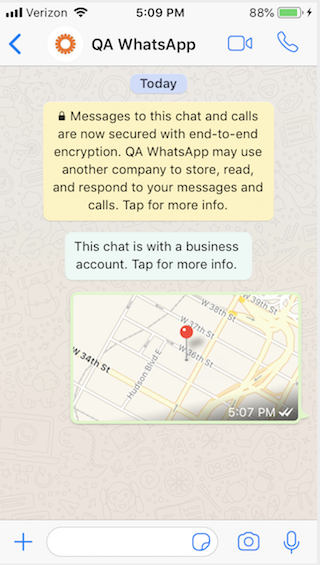 Verizon 5:09 PM 88%
QA WhatsApp
Today
Messages to this chat and calls
are now secured with end-to-end
encryption. QA WhatsApp may use
another company to store, read,
and respond to your messages and
calls. Tap for more info.
This chat is with a business
account. Tap for more info.
W 39th St
W 38th St
W 37th St
W 36th St
W 34th St
Hudson Blvd E
5:07 PM